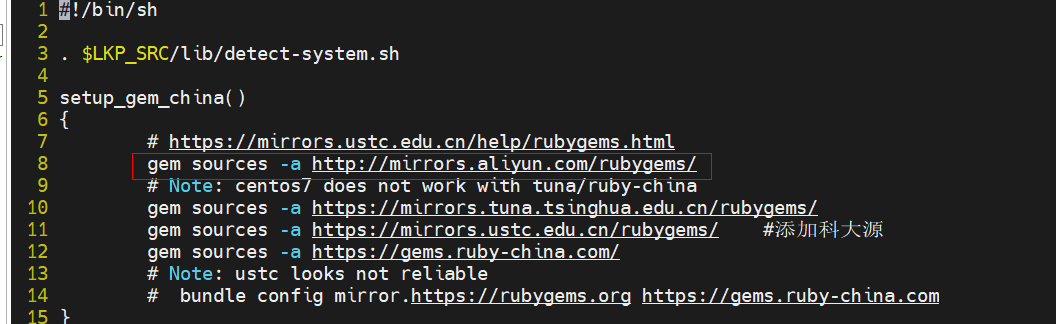 1 #!/bin/sh
2
3 . $LKP_SRC/lib/detect-system.sh
4
5 setup_gem_china()
6 {
7         # https://mirrors.ustc.edu.cn/help/rubygems.html
8         gem sources -a http://mirrors.aliyun.com/rubygems/
9         # Note: centos7 does not work with tuna/ruby-china
10         gem sources -a https://mirrors.tuna.tsinghua.edu.cn/rubygems/
11         gem sources -a https://mirrors.ustc.edu.cn/rubygems/    #添加科大源
12         gem sources -a https://gems.ruby-china.com/
13         # Note: ustc looks not reliable
14         #  bundle config mirror.https://rubygems.org https://gems.ruby-china.com
15 }